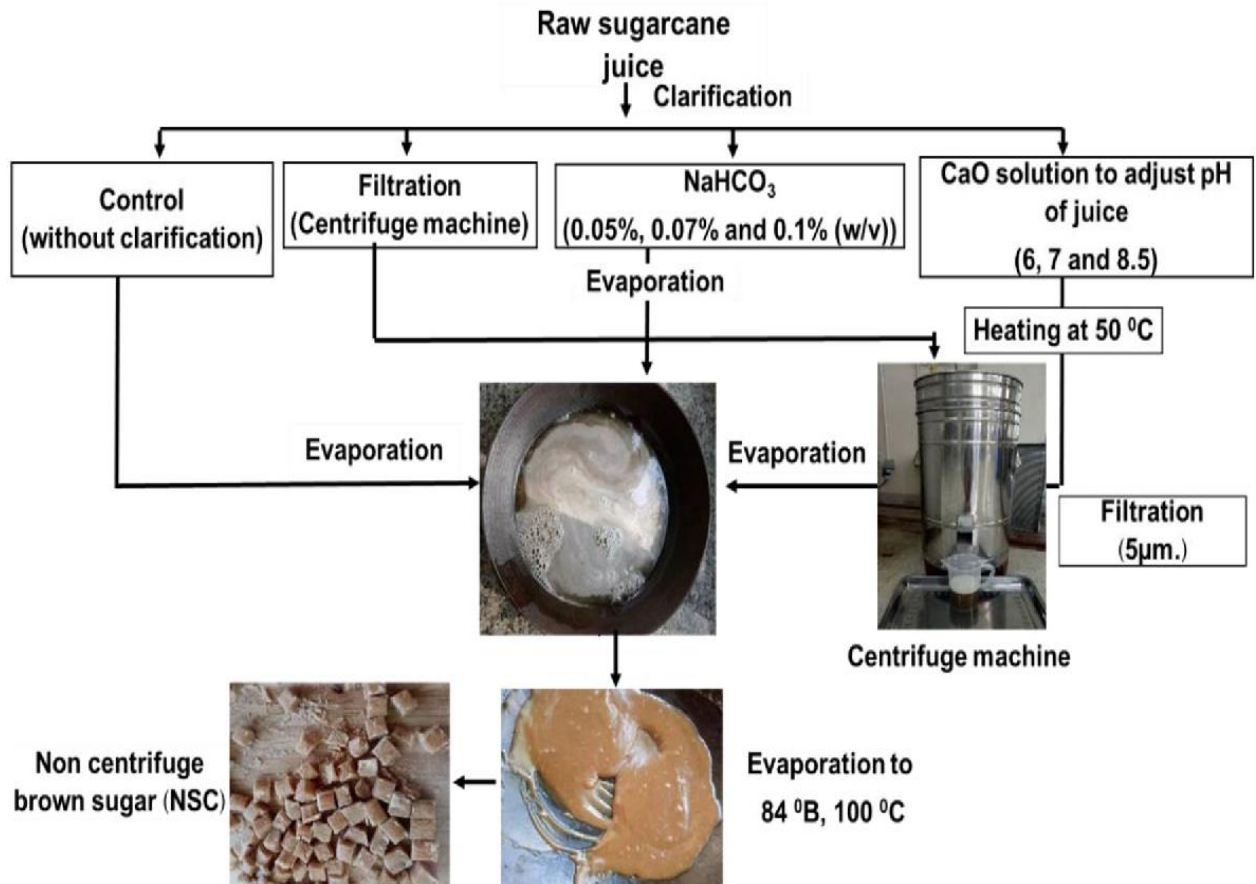 Raw sugarcane
juice
Clarification
Control
(without clarification)
Filtration
(Centrifuge machine)
NaHCO₃
(0.05%, 0.07% and 0.1% (w/v))
CaO solution to adjust pH
of juice
(6, 7 and 8.5)
Evaporation
Heating at 50 ⁰C
Evaporation
Evaporation
Filtration
(5µm.)
Centrifuge machine
Non centrifuge
brown sugar (NSC)
Evaporation to
84 ⁰B, 100 ⁰C